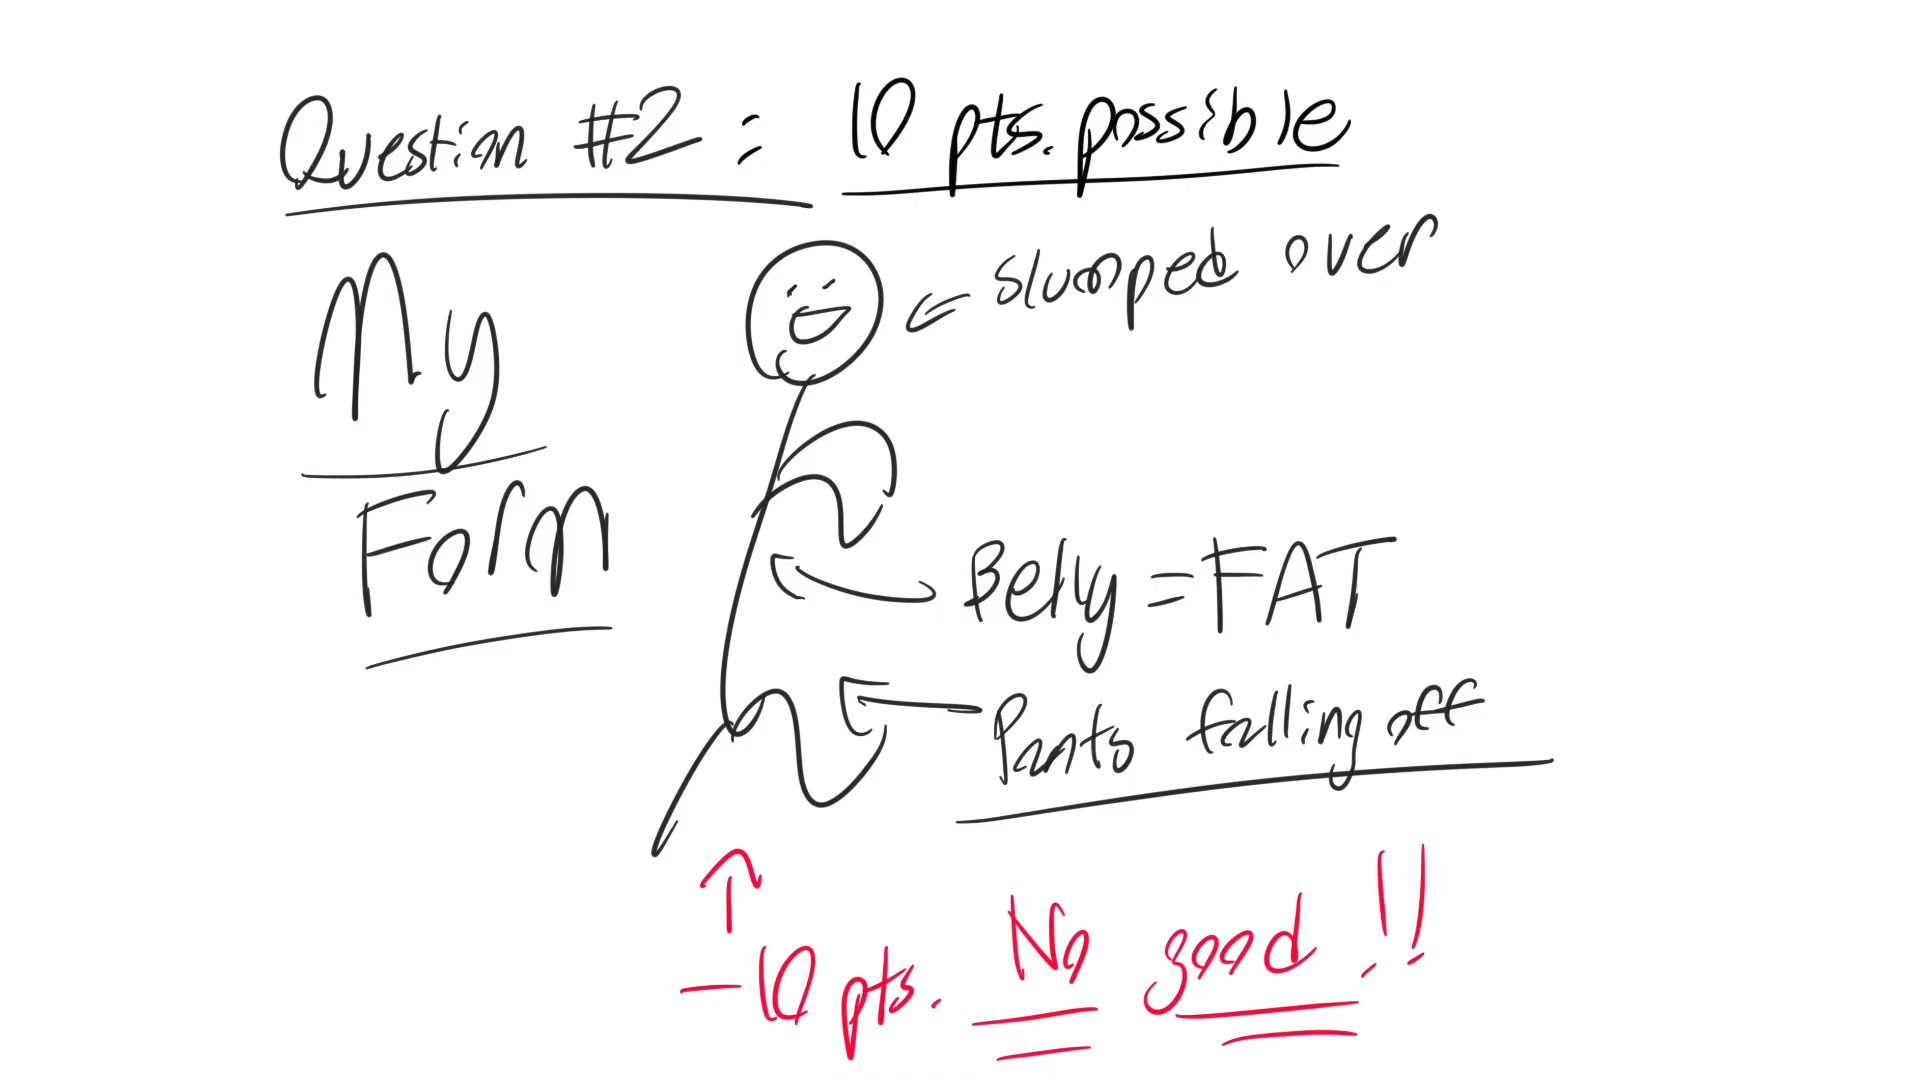 Question #2 : 10 pts. possible
My
Form
slumped over
Belly = FAT
Pants falling off
- 10 pts. No good !!